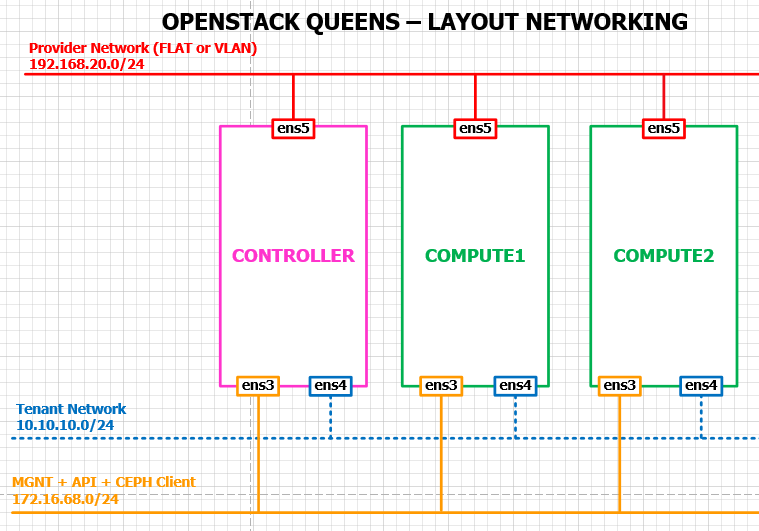 OPENSTACK QUEENS – LAYOUT NETWORKING
Provider Network (FLAT or VLAN)
192.168.20.0/24
ens5
ens5
ens5
CONTROLLER
COMPUTE1
COMPUTE2
ens3
ens4
ens3
ens4
ens3
ens4
Tenant Network
10.10.10.0/24
MGNT + API + CEPH Client
172.16.68.0/24